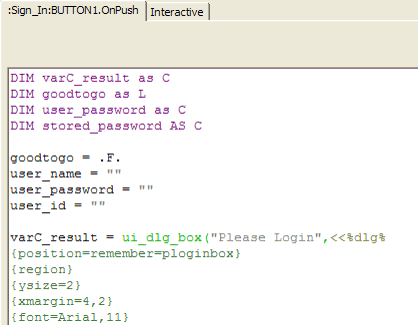 :Sign_In:BUTTON1.OnPush
Interactive
DIM varC_result as C
DIM goodtogo as L
DIM user_password as C
DIM stored_password AS C
goodtogo = .F.
user_name = ""
user_password = ""
user_id = ""
varC_result = ui_dlg_box("Please Login",<<%dlg%
{position=remember=ploginbox}
{region}
{ysize=2}
{xmargin=4,2}
{font=Arial,11}